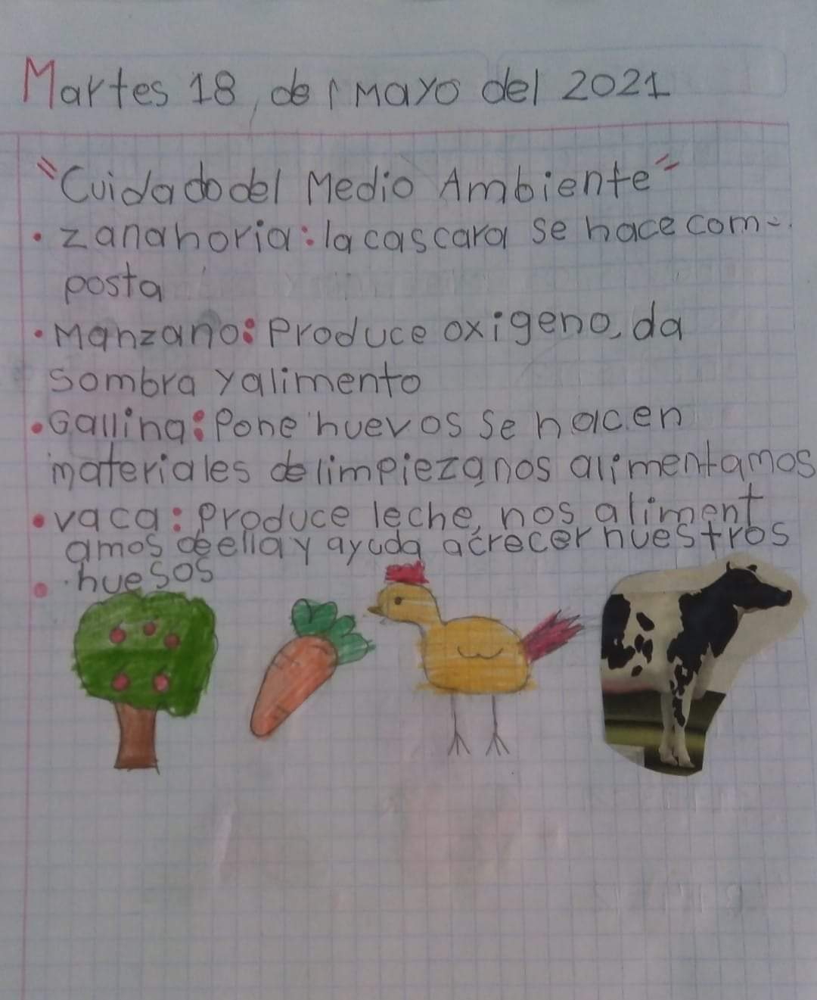 Martes 18, de Mayo del 2021
"Cuidado del Medio Ambiente"
• Zanahoria: la cascara se hace com-
posta
• Manzano: Produce oxigeno, da
sombra y alimento
• Gallina: Pone huevos se hacen
materiales de limpieza nos alimentamos
• vaca: produce leche, nos aliment
amos de ella y ayuda a crecer nuestros
• huesos